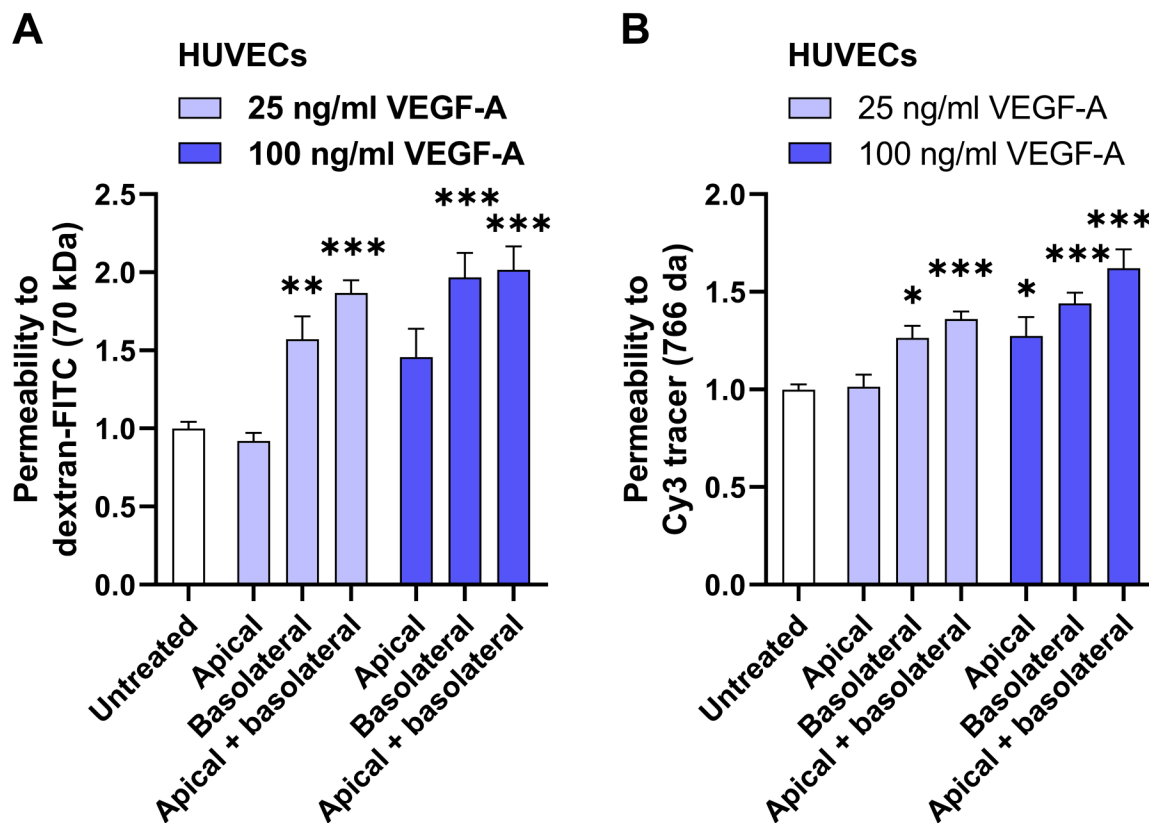 A
HUVECs
25 ng/ml VEGF-A
100 ng/ml VEGF-A
Permeability to
dextran-FITC (70 kDa)
2.5
2.0
1.5
1.0
0.5
0.0
**
***
***
***
Untreated
Apical
Basolateral
Apical + basolateral
Apical
Basolateral
Apical + basolateral
B
HUVECs
25 ng/ml VEGF-A
100 ng/ml VEGF-A
Permeability to
Cy3 tracer (766 da)
2.0
1.5
1.0
0.5
0.0
*
***
*
***
***
Untreated
Apical
Basolateral
Apical + basolateral
Apical
Basolateral
Apical + basolateral